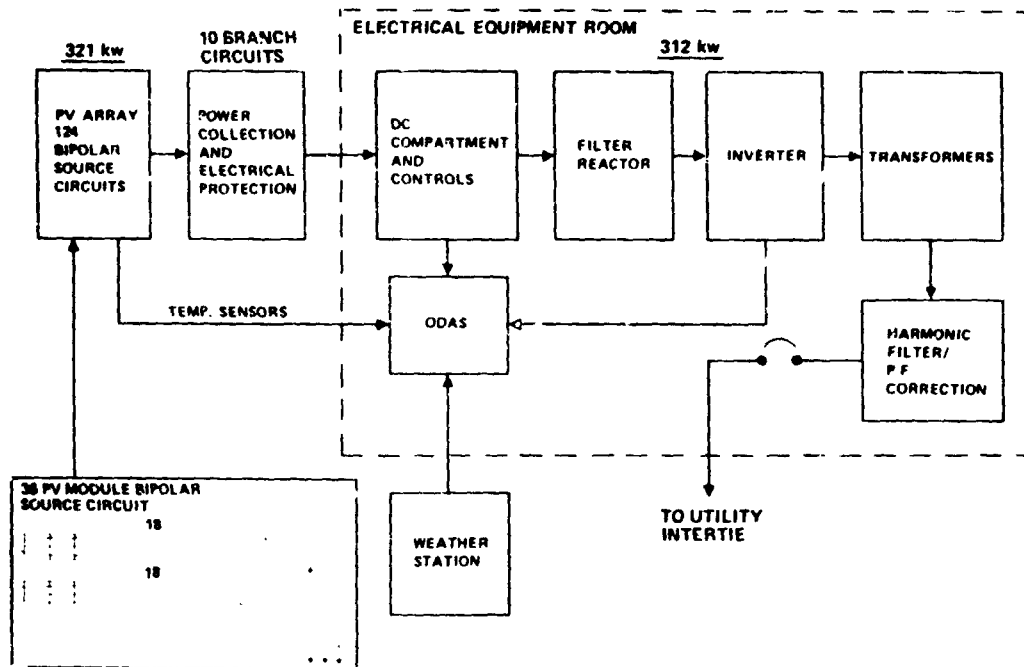 ELECTRICAL EQUIPMENT ROOM
321 kw
10 BRANCH
CIRCUITS
312 kw
PV ARRAY
124
BIPOLAR
SOURCE
CIRCUITS
POWER
COLLECTION
AND
ELECTRICAL
PROTECTION
DC
COMPARTMENT
AND
CONTROLS
FILTER
REACTOR
INVERTER
TRANSFORMERS
TEMP. SENSORS
ODAS
HARMONIC
FILTER/
P.F
CORRECTION
36 PV MODULE BIPOLAR
SOURCE CIRCUIT
18
18
WEATHER
STATION
TO UTILITY
INTERTIE